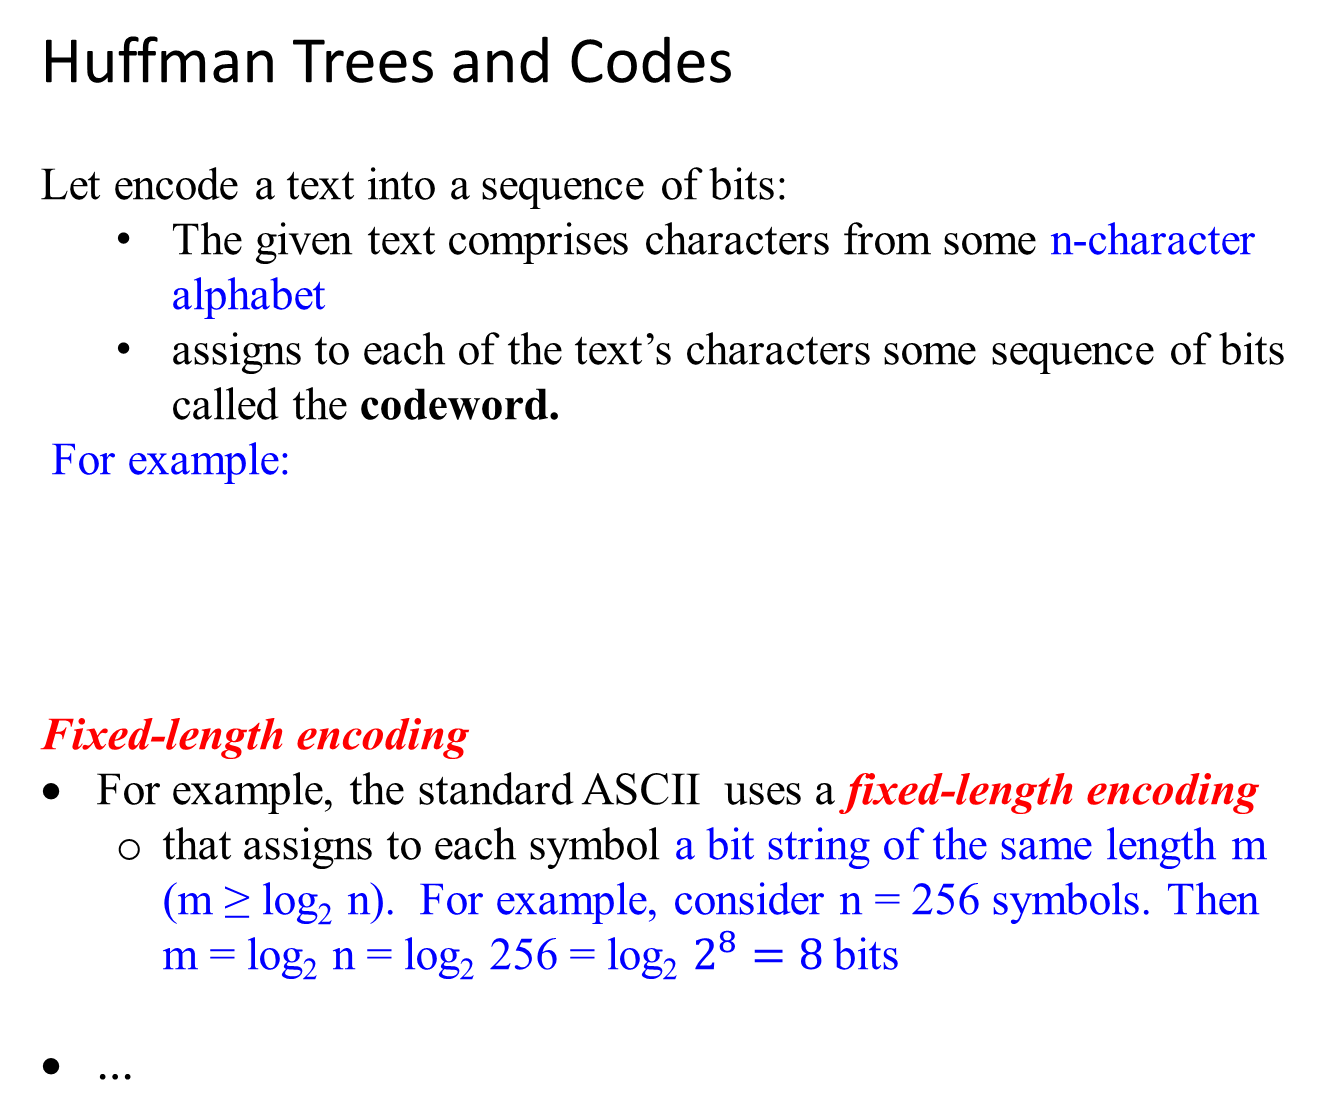 Huffman Trees and Codes
Let encode a text into a sequence of bits:
• The given text comprises characters from some n-character
alphabet
• assigns to each of the text’s characters some sequence of bits
called the codeword.
For example:
Fixed-length encoding
• For example, the standard ASCII uses a fixed-length encoding
o that assigns to each symbol a bit string of the same length m
(m ≥ log₂ n). For example, consider n = 256 symbols. Then
m = log₂ n = log₂ 256 = log₂ 2⁸ = 8 bits
• ...